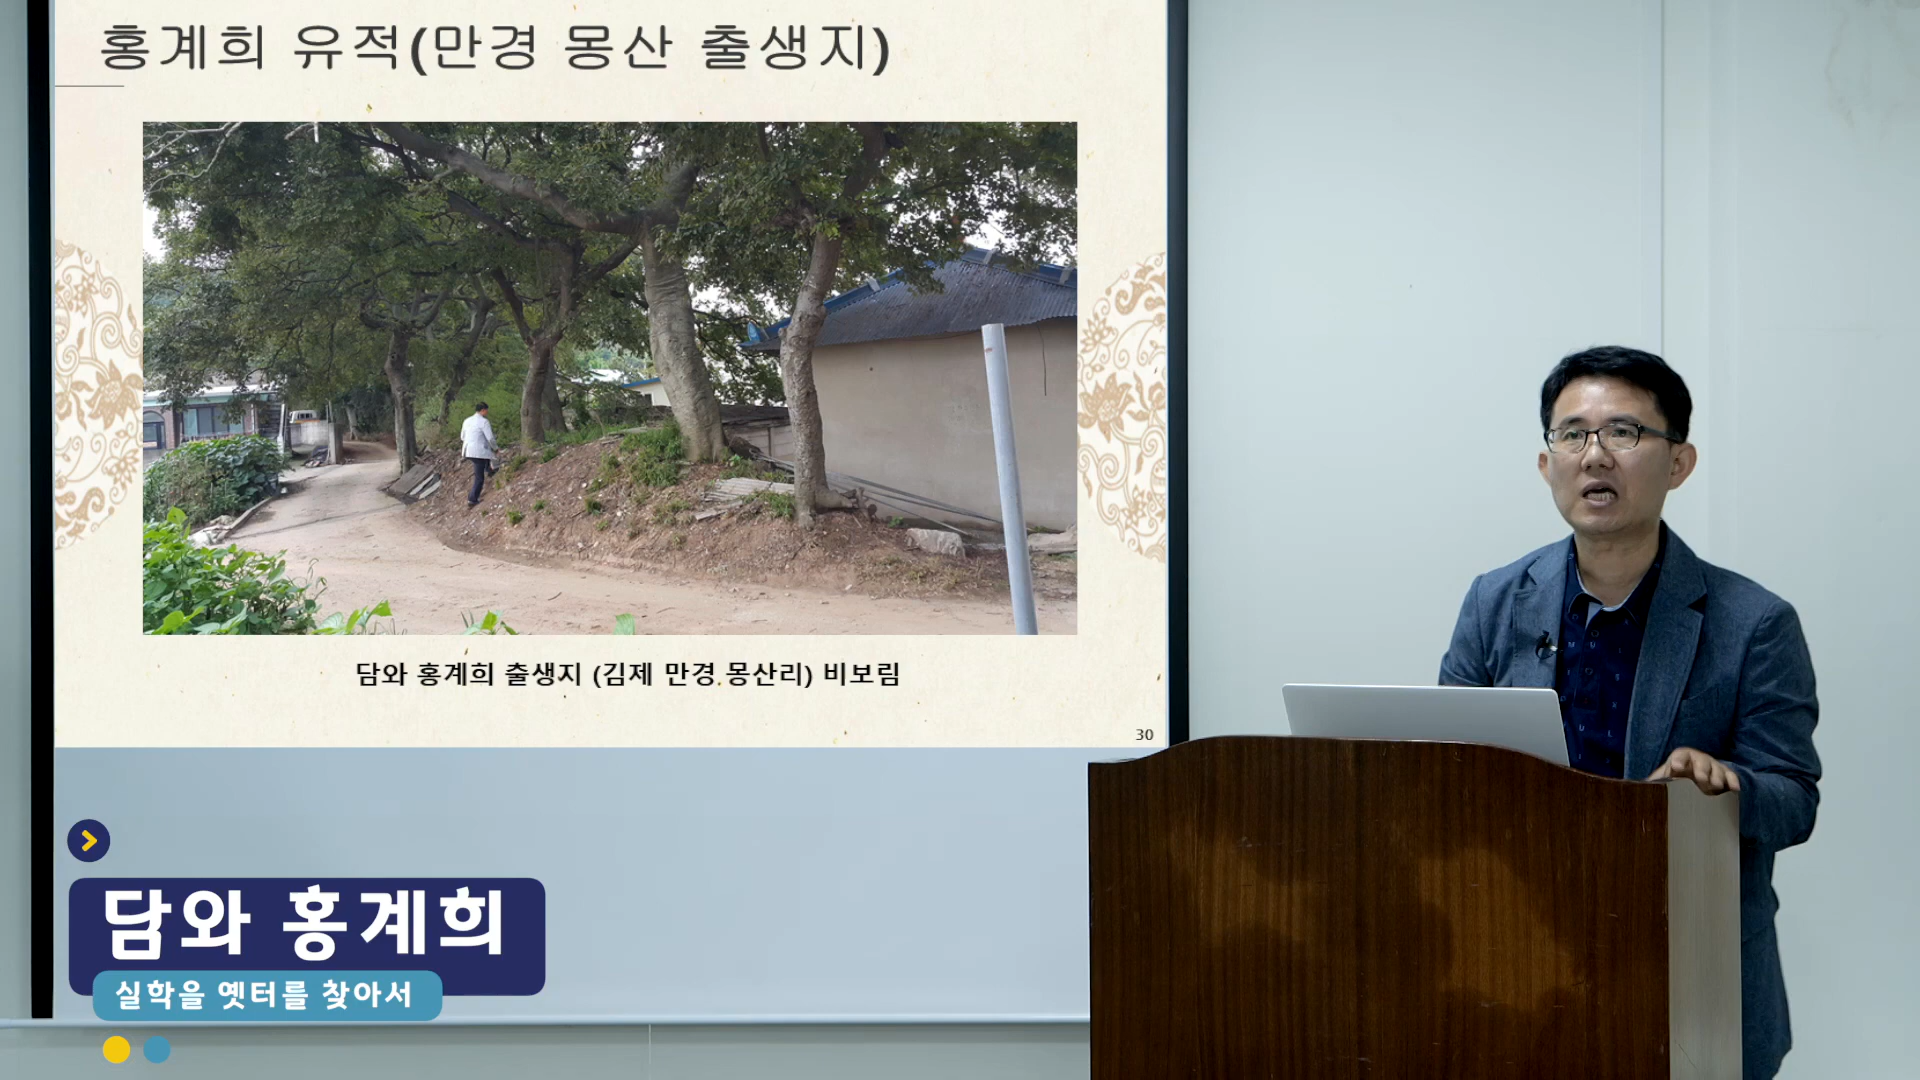 홍계희 유적(만경 몽산 출생지)
담와 홍계희 출생지 (김제 만경 몽산리) 비보림
30
담와 홍계희
실학을 옛터를 찾아서